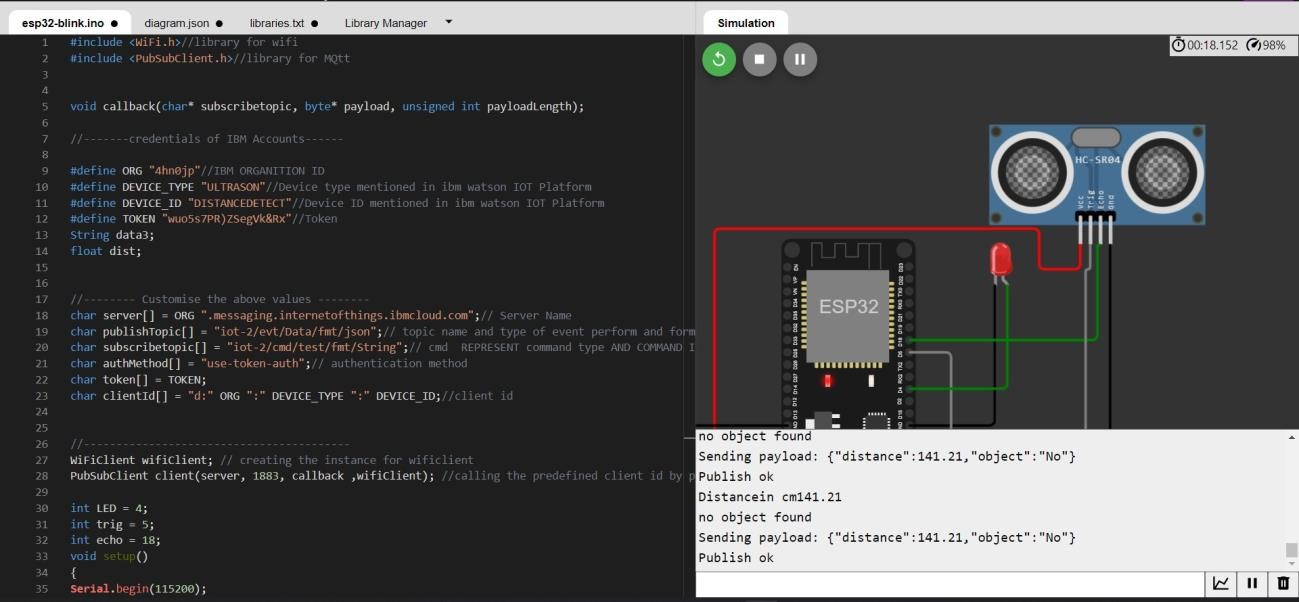 esp32-blink.ino ● diagram.json ● libraries.txt ● Library Manager
1 #include <WiFi.h>//library for wifi
2 #include <PubSubClient.h>//library for MQtt
3
4
5 void callback(char* subscribetopic, byte* payload, unsigned int payloadLength);
6
7 //-------credentials of IBM Accounts------
8
9 #define ORG "4hn0jp"//IBM ORGANITION ID
10 #define DEVICE_TYPE "ULTRASON"//Device type mentioned in ibm watson IOT Platform
11 #define DEVICE_ID "DISTANCEDETECT"//Device ID mentioned in ibm watson IOT Platform
12 #define TOKEN "wuo5s7PR)ZSegVk&Rx"//Token
13 String data3;
14 float dist;
15
16
17 //-------- Customise the above values --------
18 char server[] = ORG ".messaging.internetofthings.ibmcloud.com";// Server Name
19 char publishTopic[] = "iot-2/evt/Data/fmt/json";// topic name and type of event perform and form
20 char subscribetopic[] = "iot-2/cmd/test/fmt/String";// cmd  REPRESENT command type AND COMMAND I
21 char authMethod[] = "use-token-auth";// authentication method
22 char token[] = TOKEN;
23 char clientId[] = "d:" ORG ":" DEVICE_TYPE ":" DEVICE_ID;//client id
24
25
26 //-----------------------------------------
27 WiFiClient wifiClient; // creating the instance for wificlient
28 PubSubClient client(server, 1883, callback ,wifiClient); //calling the predefined client id by p
29
30 int LED = 4;
31 int trig = 5;
32 int echo = 18;
33 void setup()
34 {
35 Serial.begin(115200);
Simulation
00:18.152 98%
HC-SR04
Vcc
Trig
Echo
Gnd
ESP32
no object found
Sending payload: {"distance":141.21,"object":"No"}
Publish ok
Distancein cm141.21
no object found
Sending payload: {"distance":141.21,"object":"No"}
Publish ok